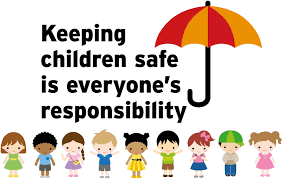 Keeping
children safe
is everyone's
responsibility